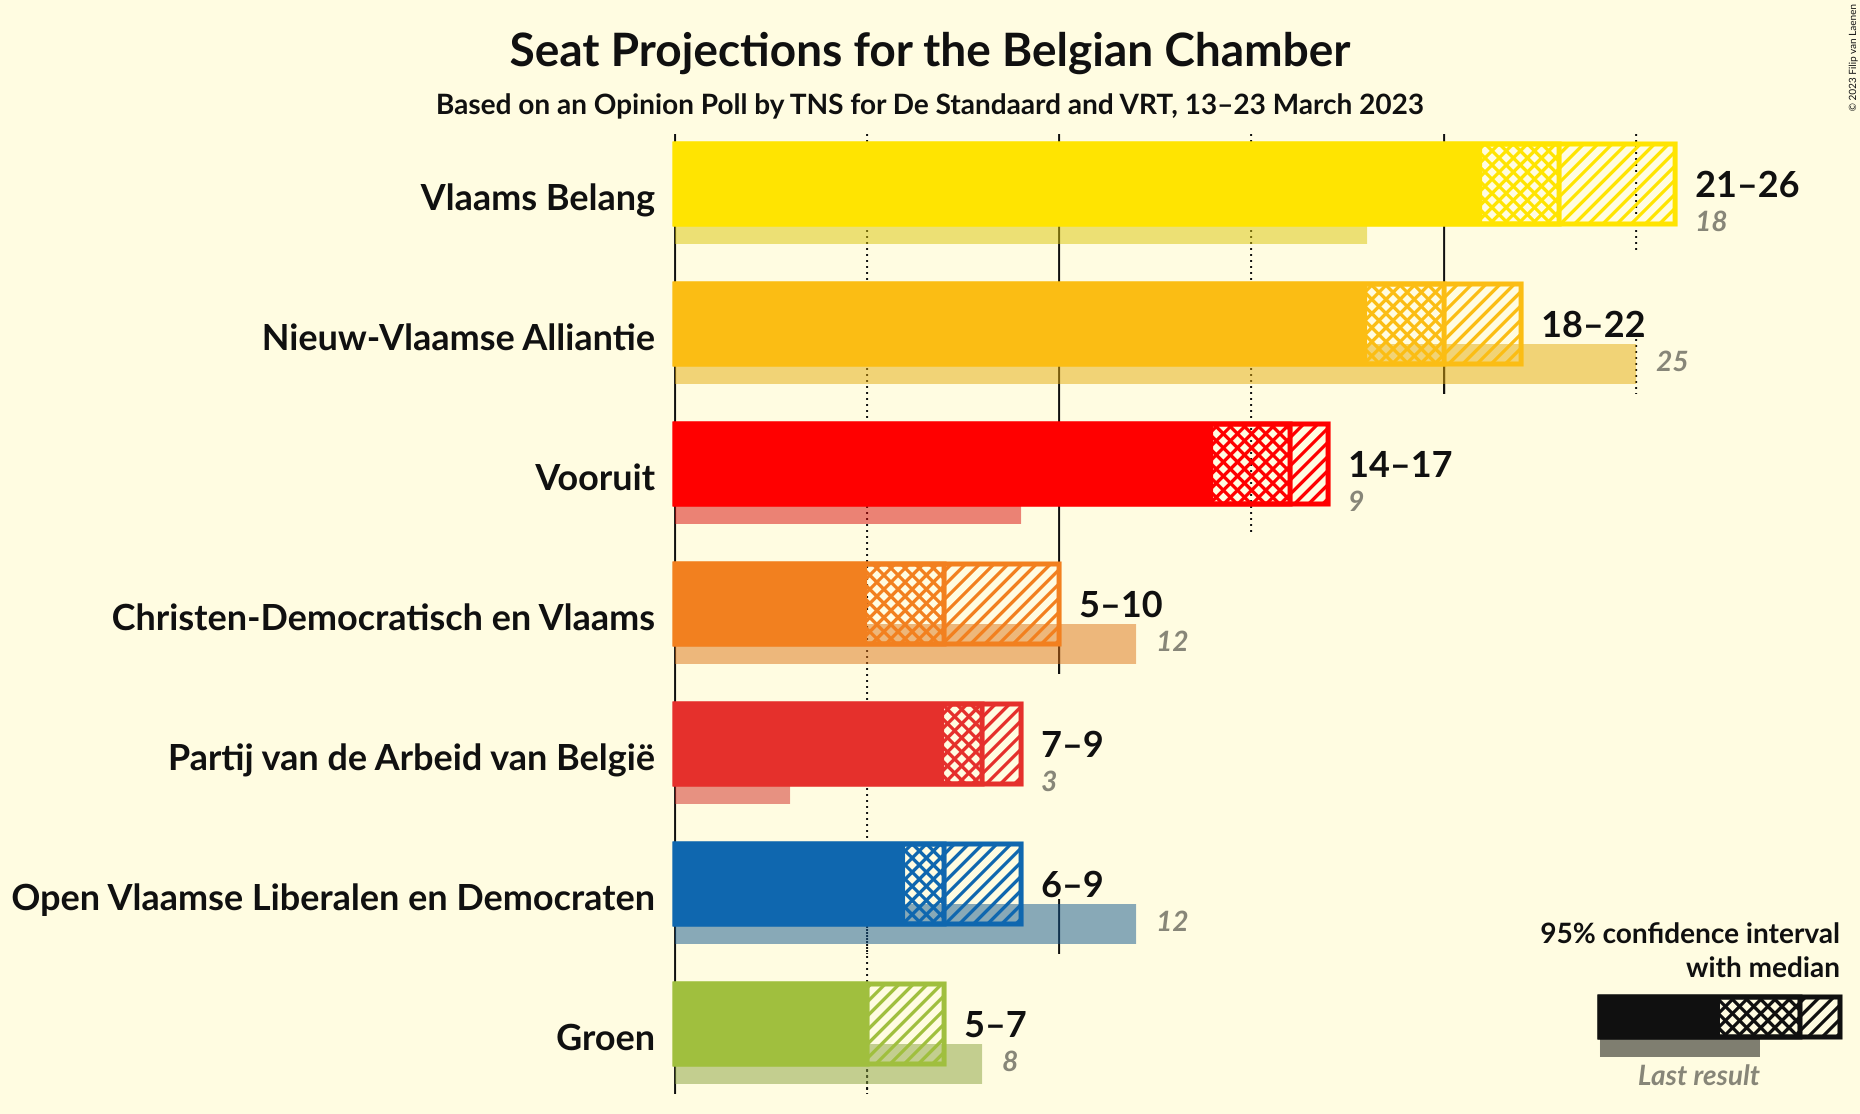 Seat Projections for the Belgian Chamber
Based on an Opinion Poll by TNS for De Standaard and VRT, 13–23 March 2023
© 2023 Filip van Laenen
Vlaams Belang
21–26
18
Nieuw-Vlaamse Alliantie
18–22
25
Vooruit
14–17
9
Christen-Democratisch en Vlaams
5–10
12
Partij van de Arbeid van België
7–9
3
Open Vlaamse Liberalen en Democraten
6–9
12
Groen
5–7
8
95% confidence interval
with median
Last result